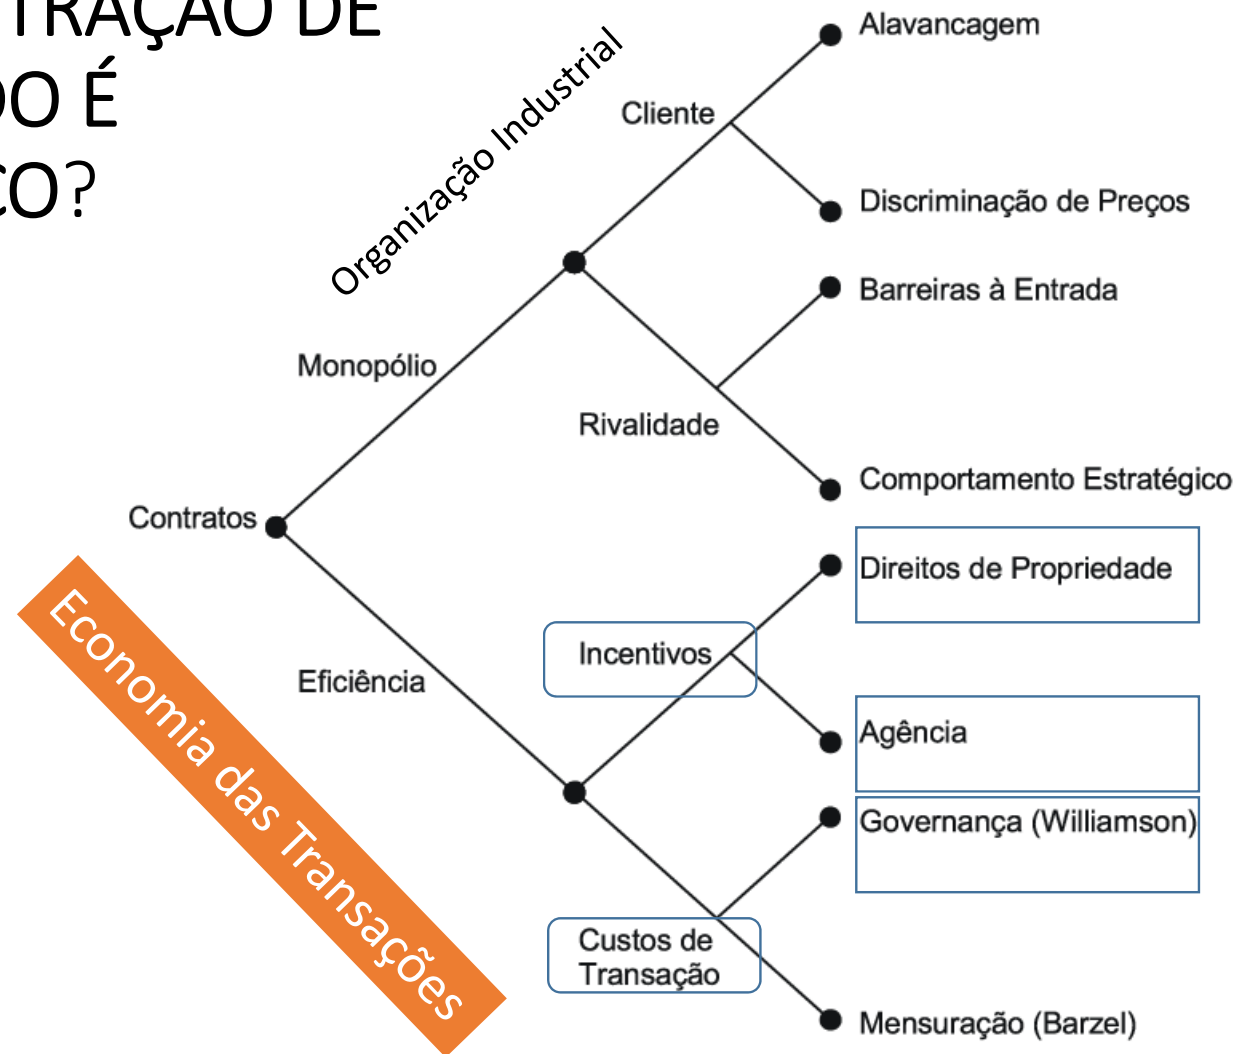 TRAÇÃO DE
DO É
CO?
Organização Industrial
Alavancagem
Cliente
Discriminação de Preços
Barreiras à Entrada
Monopólio
Rivalidade
Comportamento Estratégico
Contratos
Direitos de Propriedade
Economia das Transações
Incentivos
Eficiência
Agência
Governança (Williamson)
Custos de
Transação
Mensuração (Barzel)